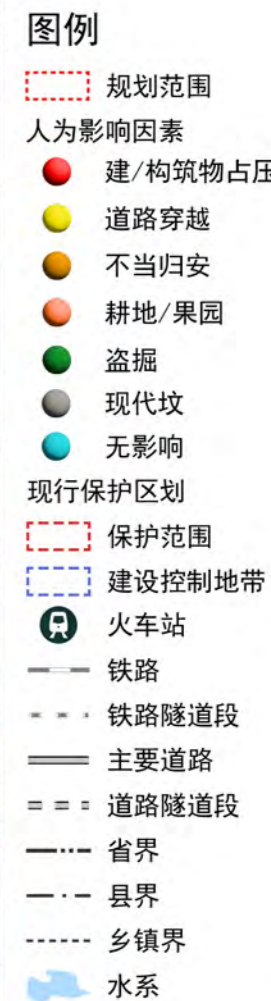 图例
规划范围
人为影响因素
建/构筑物占压
道路穿越
不当归安
耕地/果园
盗掘
现代坟
无影响
现行保护区划
保护范围
建设控制地带
火车站
铁路
铁路隧道段
主要道路
道路隧道段
省界
县界
乡镇界
水系